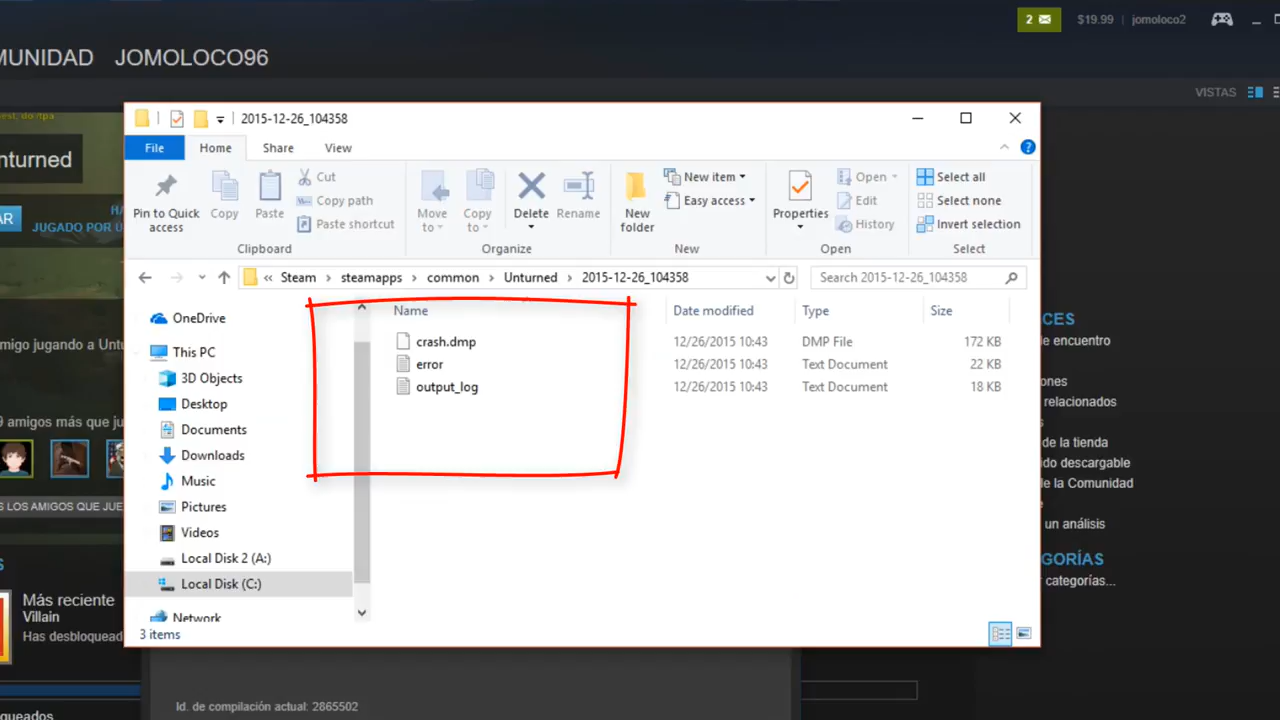 2
$19.99 | jomoloco2
MUNIDAD JOMOLOCO96
VISTAS
est, do /tpa
nturned
AR
JUGADO POR U
migo jugando a Untu
9 amigos más que ju
S LOS AMIGOS QUE JUE
S
Más reciente
Villain
Has desbloquead
queados
2015-12-26_104358
File Home Share View
Pin to Quick access
Copy
Paste
Cut
Copy path
Paste shortcut
Clipboard
Move to
Copy to
Delete
Rename
Organize
New folder
New item
Easy access
New
Properties
Open
Edit
History
Open
Select all
Select none
Invert selection
Select
« Steam › steamapps › common › Unturned › 2015-12-26_104358
Search 2015-12-26_104358
OneDrive
This PC
3D Objects
Desktop
Documents
Downloads
Music
Pictures
Videos
Local Disk 2 (A:)
Local Disk (C:)
Network
Name Date modified Type Size
crash.dmp 12/26/2015 10:43 DMP File 172 KB
error 12/26/2015 10:43 Text Document 22 KB
output_log 12/26/2015 10:43 Text Document 18 KB
3 items
CES
de encuentro
ones
relacionados
de la tienda
ido descargable
de la Comunidad
un análisis
GORÍAS
categorías...
Id. de compilación actual: 2865502